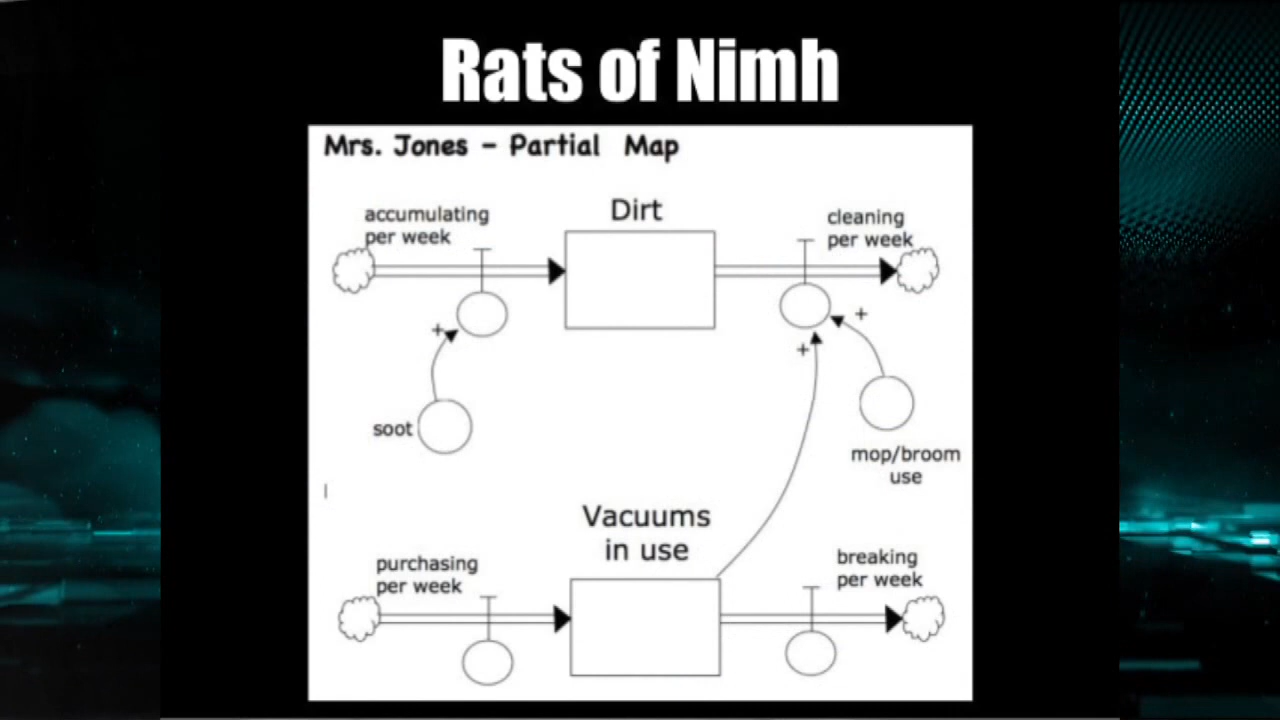 Rats of Nimh
Mrs. Jones - Partial Map
accumulating
per week
Dirt
cleaning
per week
+
+
+
soot
mop/broom
use
Vacuums
in use
purchasing
per week
breaking
per week